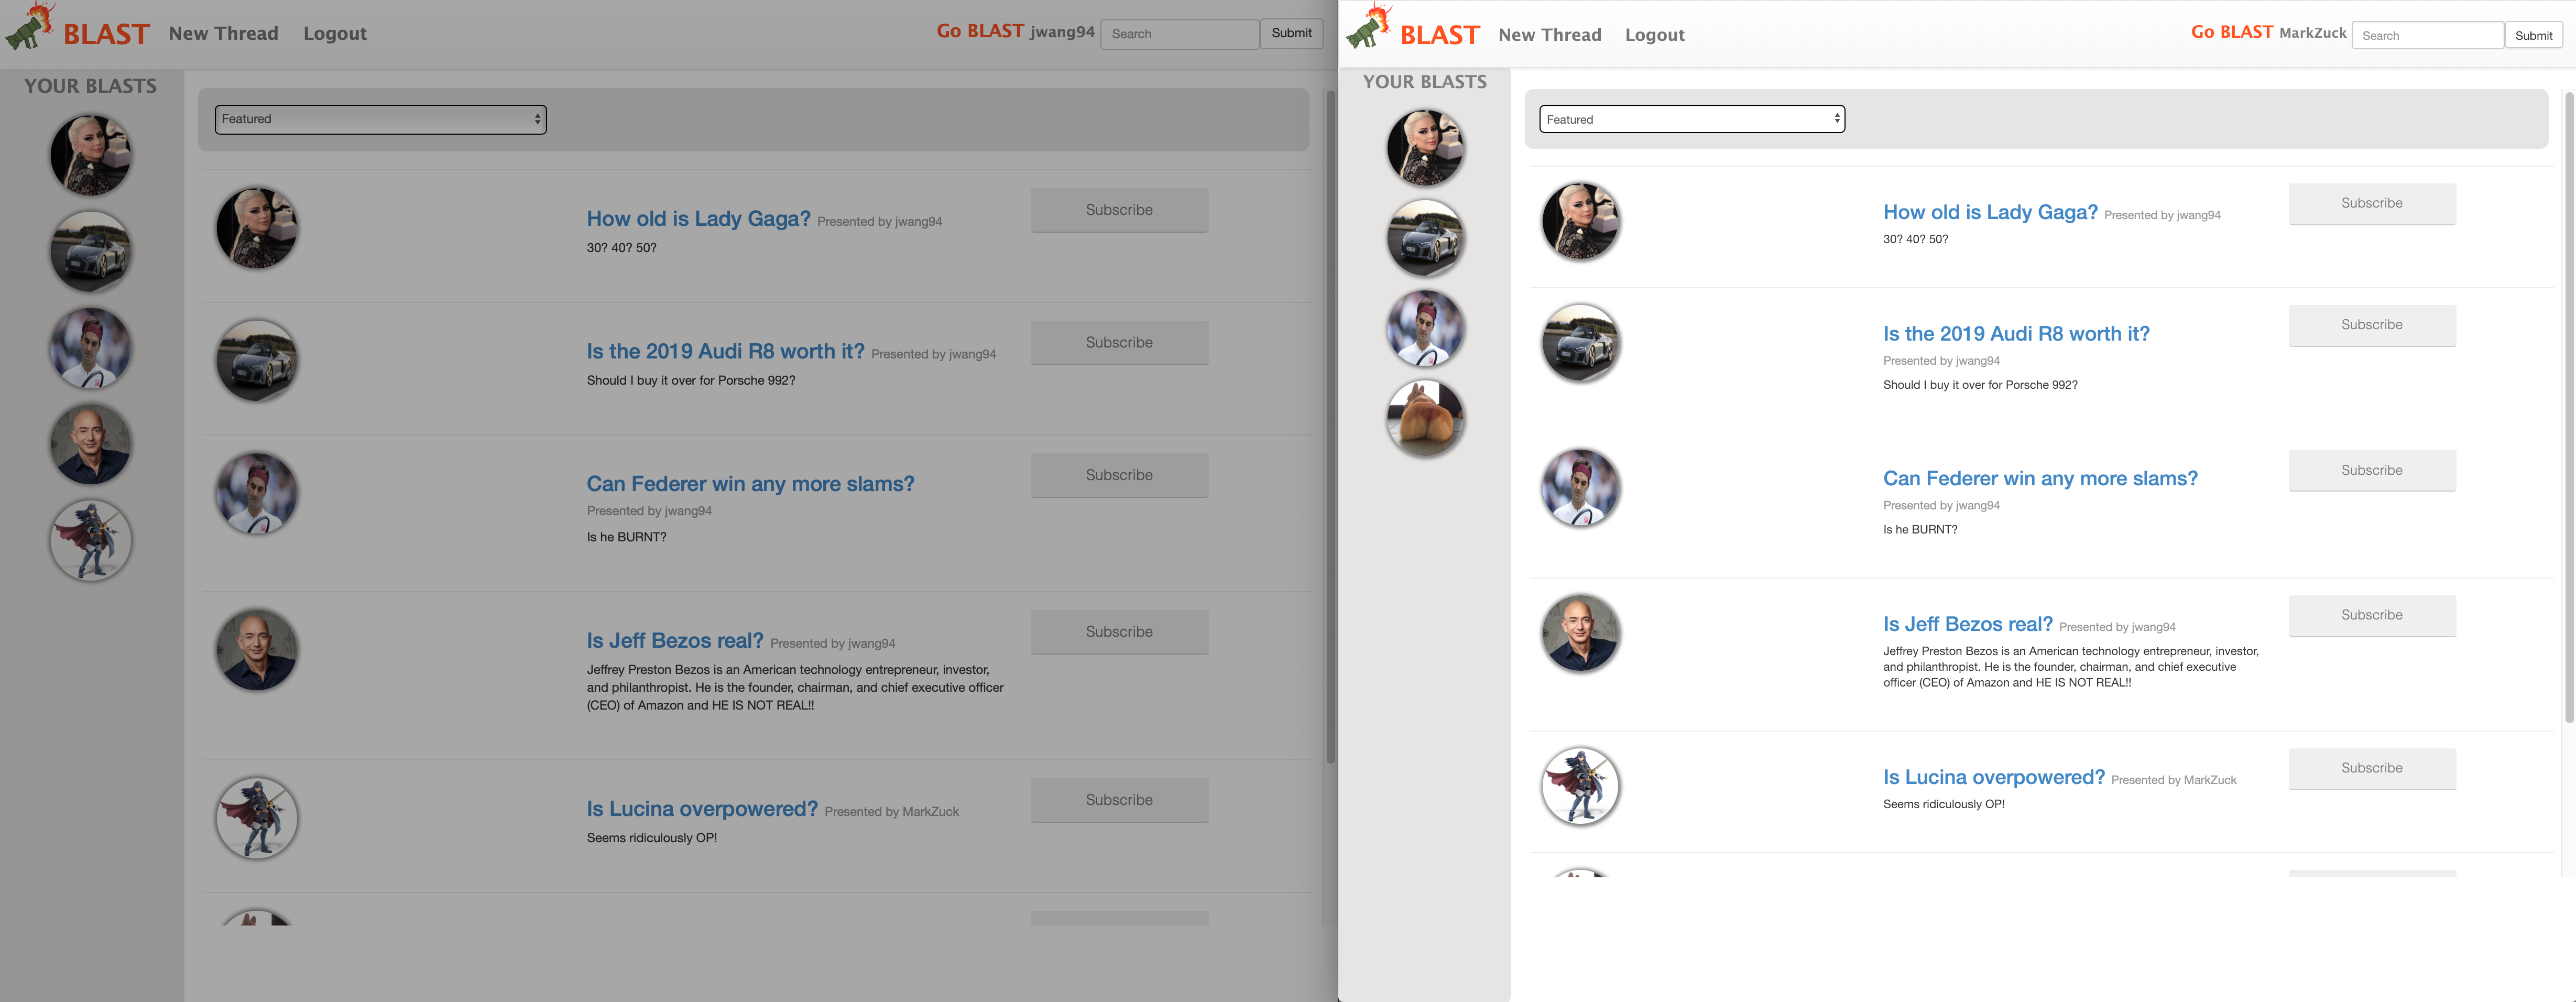 BLAST New Thread Logout Go BLAST jwang94 Search Submit
YOUR BLASTS
Featured
How old is Lady Gaga? Presented by jwang94
30? 40? 50?
Subscribe
Is the 2019 Audi R8 worth it? Presented by jwang94
Should I buy it over for Porsche 992?
Subscribe
Can Federer win any more slams?
Presented by jwang94
Is he BURNT?
Subscribe
Is Jeff Bezos real? Presented by jwang94
Jeffrey Preston Bezos is an American technology entrepreneur, investor,
and philanthropist. He is the founder, chairman, and chief executive officer
(CEO) of Amazon and HE IS NOT REAL!!
Subscribe
Is Lucina overpowered? Presented by MarkZuck
Seems ridiculously OP!
Subscribe
BLAST New Thread Logout Go BLAST MarkZuck Search Submit
YOUR BLASTS
Featured
How old is Lady Gaga? Presented by jwang94
30? 40? 50?
Subscribe
Is the 2019 Audi R8 worth it?
Presented by jwang94
Should I buy it over for Porsche 992?
Subscribe
Can Federer win any more slams?
Presented by jwang94
Is he BURNT?
Subscribe
Is Jeff Bezos real? Presented by jwang94
Jeffrey Preston Bezos is an American technology entrepreneur, investor,
and philanthropist. He is the founder, chairman, and chief executive
officer (CEO) of Amazon and HE IS NOT REAL!!
Subscribe
Is Lucina overpowered? Presented by MarkZuck
Seems ridiculously OP!
Subscribe